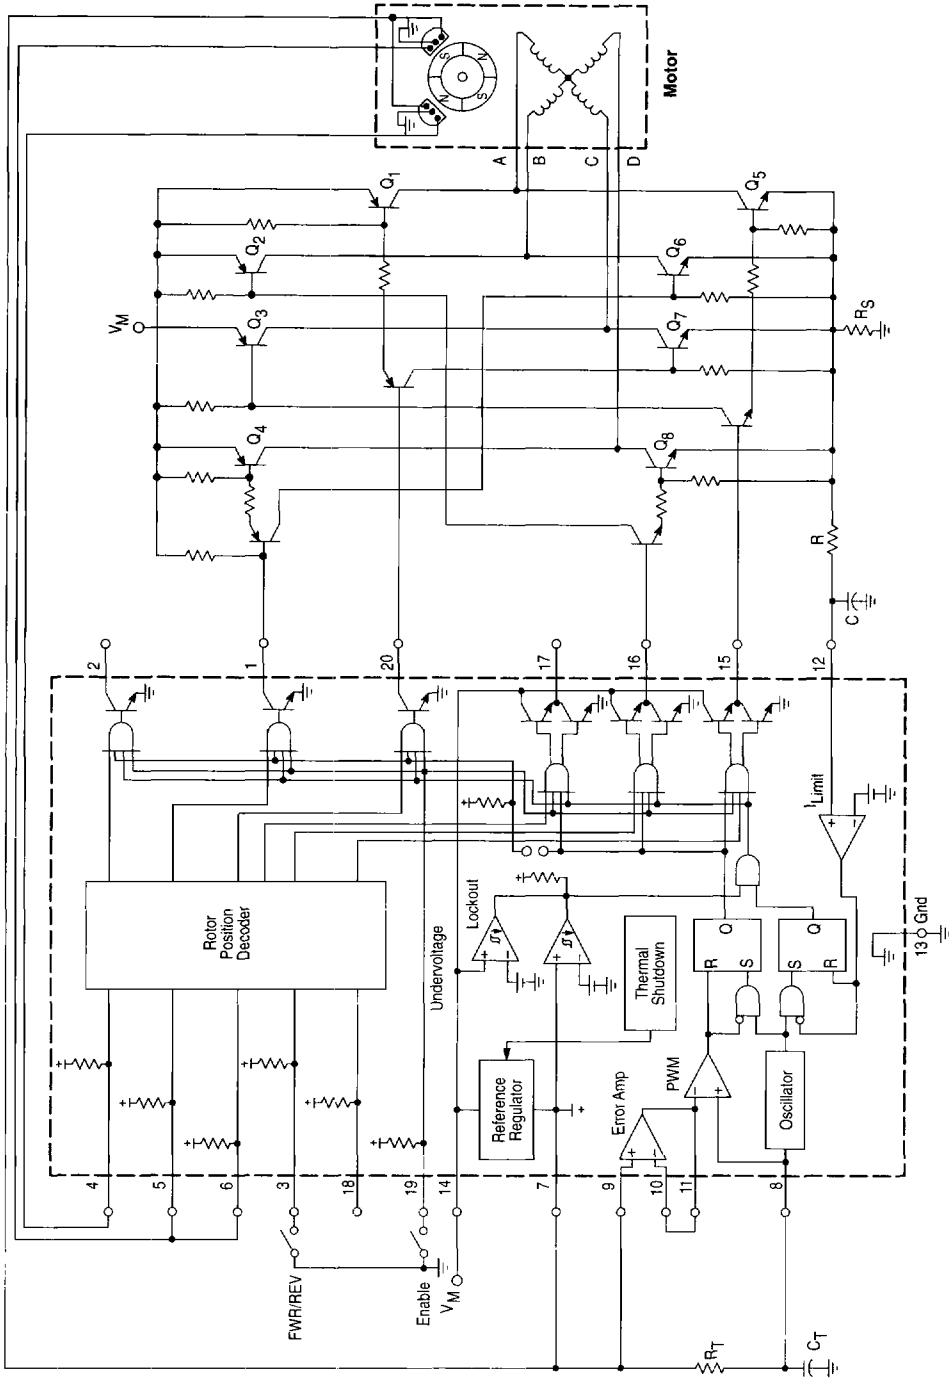 Motor
S
N
N
S
A
B
C
D
Q1
Q2
Q3
Q4
Q5
Q6
Q7
Q8
VM
RS
R
C
2
1
20
17
16
15
12
Rotor
Position
Decoder
Undervoltage
Lockout
Thermal
Shutdown
Reference
Regulator
Error Amp
PWM
Oscillator
ILimit
R
Q
S
S
Q
R
+
+
+
+
+
+
+
+
+
+
-
+
-
+
-
-
+
+
-
13
Gnd
4
5
6
3
18
19
14
7
9
10
11
8
FWR/REV
Enable
VM
RT
CT